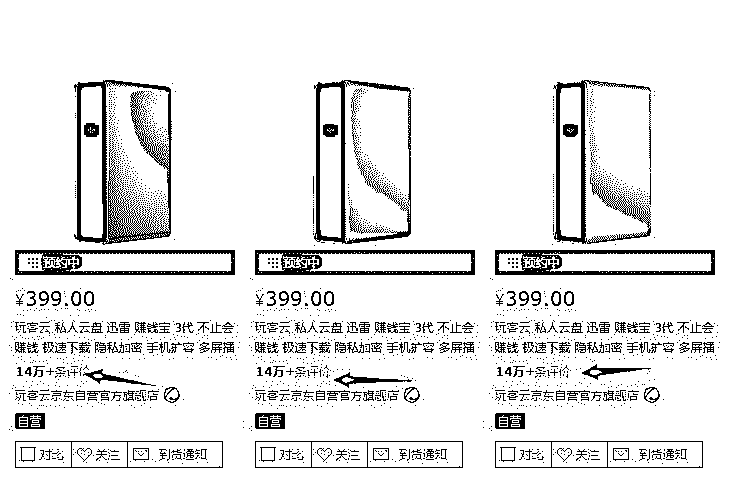 预约中 预约中 预约中
¥399.00 ¥399.00 ¥399.00
玩客云 私人云盘 迅雷 赚钱宝 3代 不止会 玩客云 私人云盘 迅雷 赚钱宝 3代 不止会 玩客云 私人云盘 迅雷 赚钱宝 3代 不止会
赚钱 极速下载 隐私加密 手机扩容 多屏播 赚钱 极速下载 隐私加密 手机扩容 多屏播 赚钱 极速下载 隐私加密 手机扩容 多屏播
14万+条评价 14万+条评价 14万+条评价
玩客云京东自营官方旗舰店 玩客云京东自营官方旗舰店 玩客云京东自营官方旗舰店
自营 自营 自营
对比 关注 到货通知 对比 关注 到货通知 对比 关注 到货通知